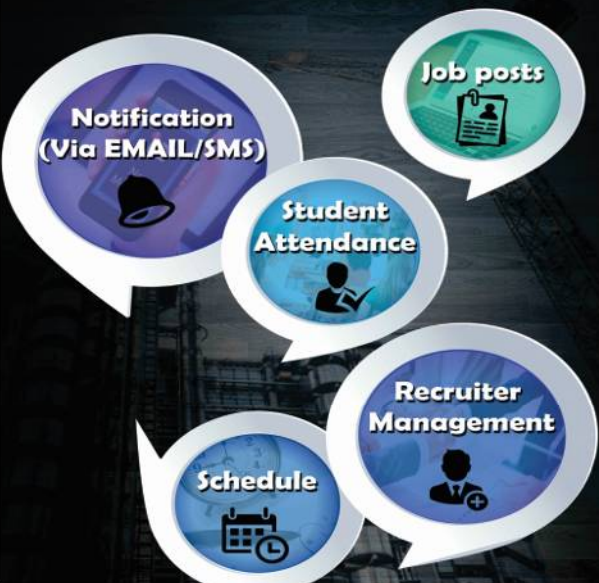 Job posts
Notification
(Via EMAIL/SMS)
Student
Attendance
Recruiter
Management
Schedule